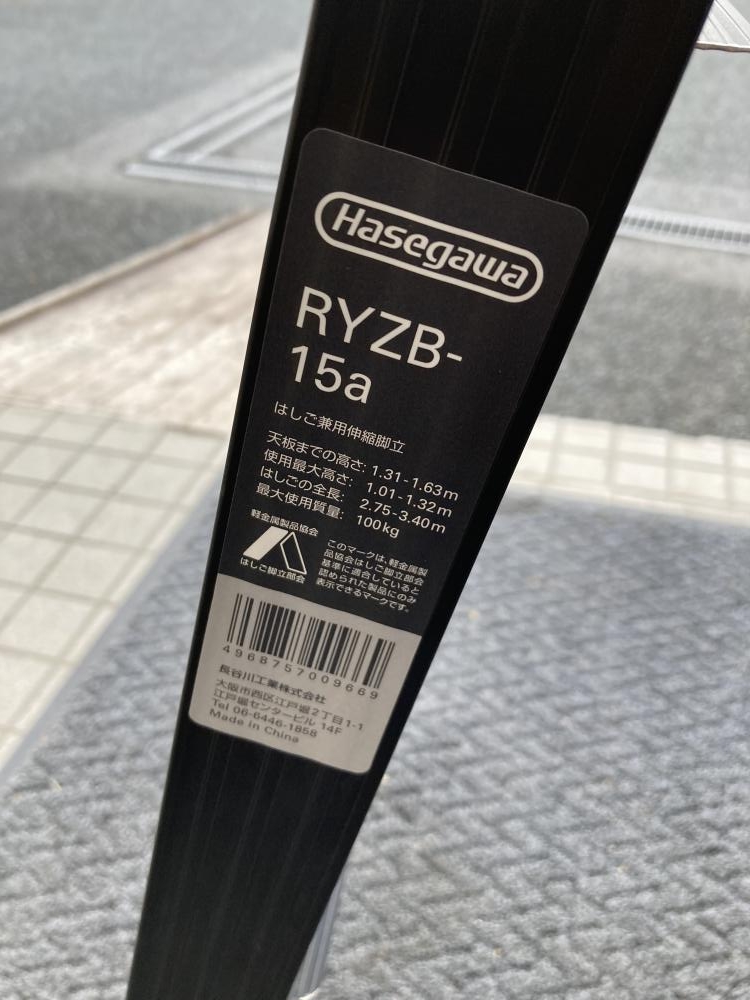 Hasegawa
RYZB-
15a
はしご兼用伸縮脚立
天板までの高さ: 1.31-1.63m
使用最大高さ: 1.01-1.32m
はしごの全長: 2.75-3.40m
最大使用質量: 100kg
軽金属製品協会
はしご脚立部会
このマークは、軽金属製
品協会はしご脚立部会
基準に適合していると
認められた製品にのみ
表示できるマークです。
4968757009669
長谷川工業株式会社
大阪市西区江戸堀2丁目1-1
江戸堀センタービル 14F
Tel 06-6446-1858
Made in China